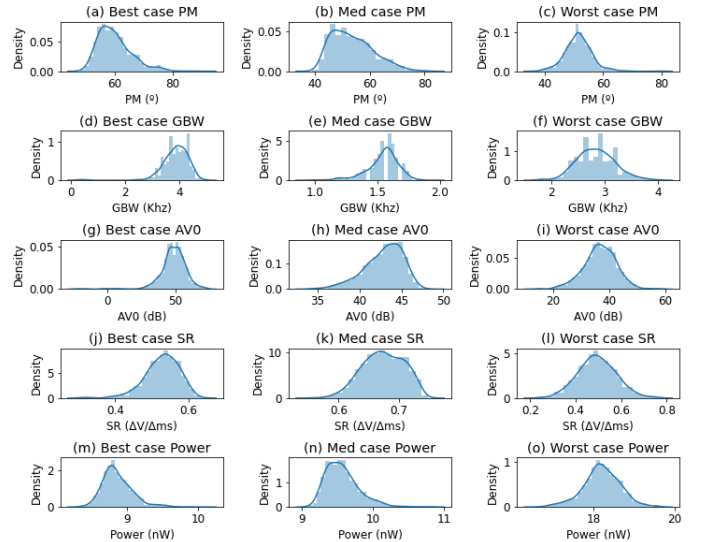 (a) Best case PM
(b) Med case PM
(c) Worst case PM
Density
0.05
0.00
60
80
PM (º)
Density
0.05
0.00
40
60
80
PM (º)
Density
0.1
0.0
40
60
80
PM (º)
(d) Best case GBW
(e) Med case GBW
(f) Worst case GBW
Density
1
0
0
2
4
GBW (Khz)
Density
5
0
1.0
1.5
2.0
GBW (Khz)
Density
1
0
2
3
4
GBW (Khz)
(g) Best case AV0
(h) Med case AV0
(i) Worst case AV0
Density
0.05
0.00
0
50
AV0 (dB)
Density
0.1
0.0
35
40
45
50
AV0 (dB)
Density
0.05
0.00
20
40
60
AV0 (dB)
(j) Best case SR
(k) Med case SR
(l) Worst case SR
Density
5
0
0.4
0.6
SR (ΔV/Δms)
Density
10
0
0.6
0.7
SR (ΔV/Δms)
Density
5
0
0.2
0.4
0.6
0.8
SR (ΔV/Δms)
(m) Best case Power
(n) Med case Power
(o) Worst case Power
Density
2
0
9
10
Power (nW)
Density
1
0
9
10
11
Power (nW)
Density
1
0
18
20
Power (nW)